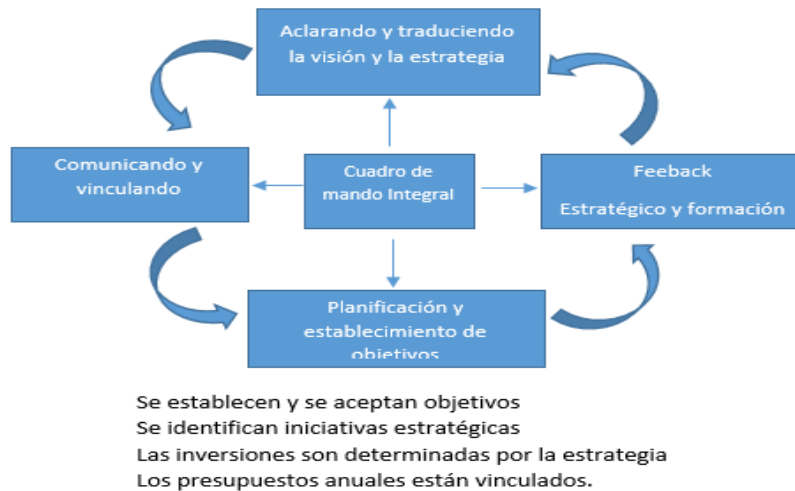 Aclarando y traduciendo
la visión y la estrategia
Comunicando y
vinculando
Cuadro de
mando Integral
Feeback
Estratégico y formación
Planificación y
establecimiento de
objetivos
Se establecen y se aceptan objetivos
Se identifican iniciativas estratégicas
Las inversiones son determinadas por la estrategia
Los presupuestos anuales están vinculados.